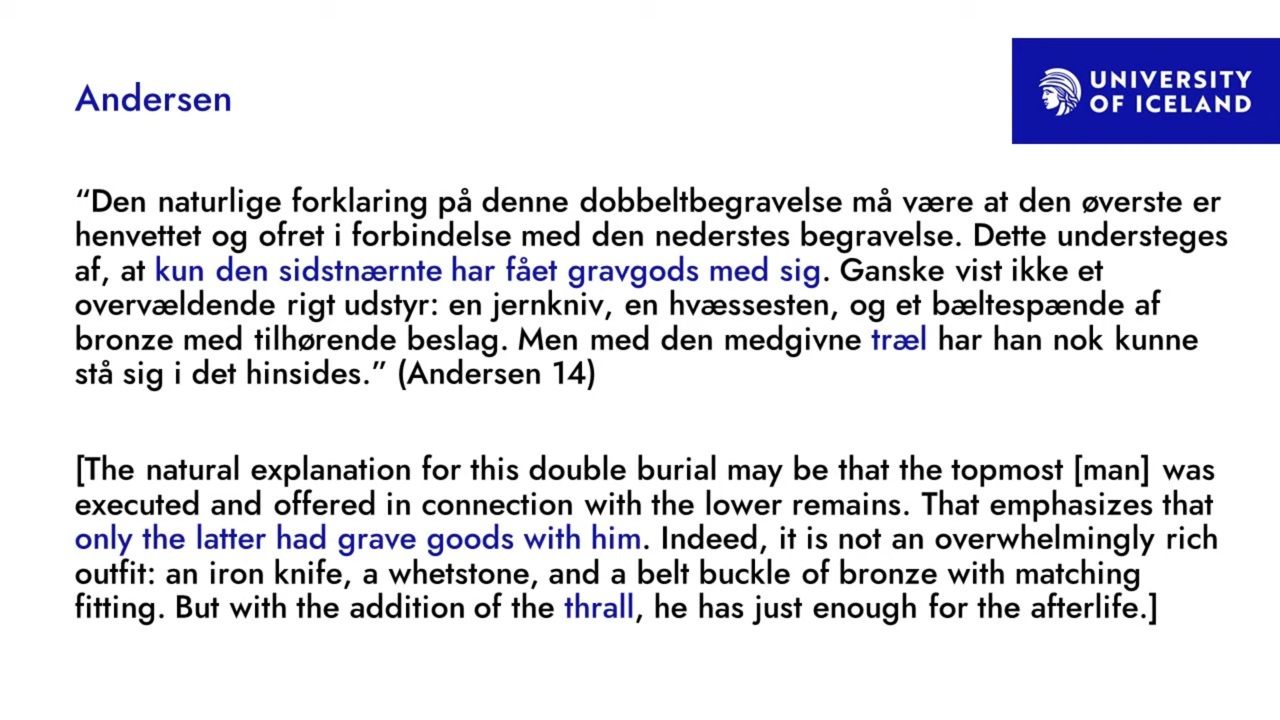 Andersen
UNIVERSITY
OF ICELAND
“Den naturlige forklaring på denne dobbeltbegravelse må være at den øverste er
henvettet og ofret i forbindelse med den nederstes begravelse. Dette understeges
af, at kun den sidstnærnte har fået gravgods med sig. Ganske vist ikke et
overvældende rigt udstyr: en jernkniv, en hvæssesten, og et bæltespænde af
bronze med tilhørende beslag. Men med den medgivne træl har han nok kunne
stå sig i det hinsides.” (Andersen 14)
[The natural explanation for this double burial may be that the topmost [man] was
executed and offered in connection with the lower remains. That emphasizes that
only the latter had grave goods with him. Indeed, it is not an overwhelmingly rich
outfit: an iron knife, a whetstone, and a belt buckle of bronze with matching
fitting. But with the addition of the thrall, he has just enough for the afterlife.]